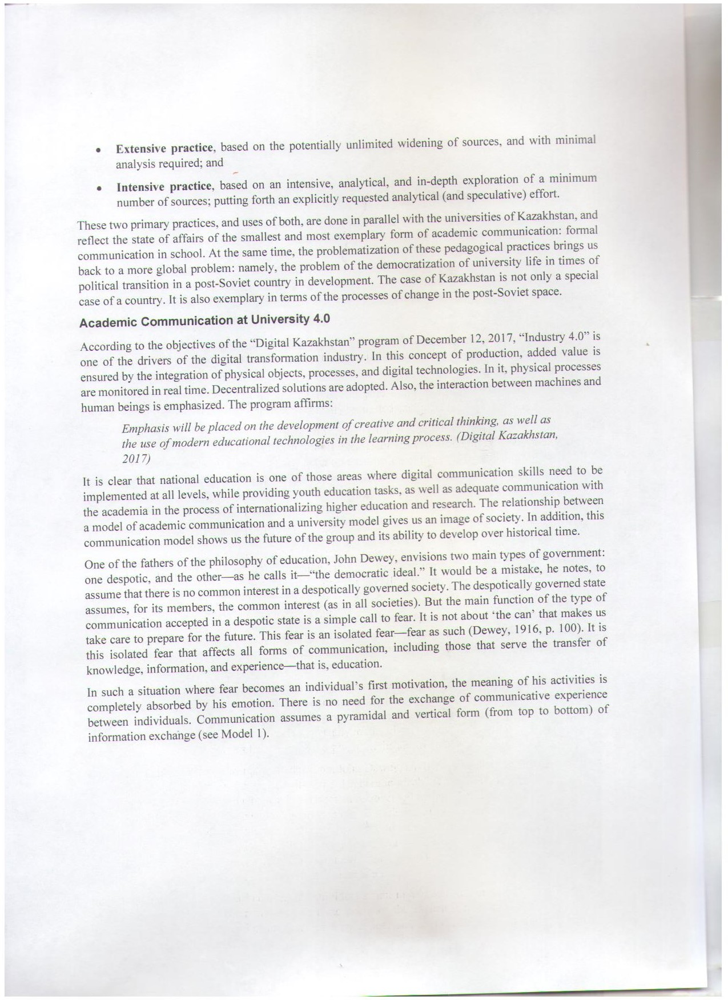 • Extensive practice, based on the potentially unlimited widening of sources, and with minimal
analysis required; and
• Intensive practice, based on an intensive, analytical, and in-depth exploration of a minimum
number of sources; putting forth an explicitly requested analytical (and speculative) effort.
These two primary practices, and uses of both, are done in parallel with the universities of Kazakhstan, and
reflect the state of affairs of the smallest and most exemplary form of academic communication: formal
communication in school. At the same time, the problematization of these pedagogical practices brings us
back to a more global problem: namely, the problem of the democratization of university life in times of
political transition in a post-Soviet country in development. The case of Kazakhstan is not only a special
case of a country. It is also exemplary in terms of the processes of change in the post-Soviet space.
Academic Communication at University 4.0
According to the objectives of the “Digital Kazakhstan” program of December 12, 2017, “Industry 4.0” is
one of the drivers of the digital transformation industry. In this concept of production, added value is
ensured by the integration of physical objects, processes, and digital technologies. In it, physical processes
are monitored in real time. Decentralized solutions are adopted. Also, the interaction between machines and
human beings is emphasized. The program affirms:
Emphasis will be placed on the development of creative and critical thinking, as well as
the use of modern educational technologies in the learning process. (Digital Kazakhstan,
2017)
It is clear that national education is one of those areas where digital communication skills need to be
implemented at all levels, while providing youth education tasks, as well as adequate communication with
the academia in the process of internationalizing higher education and research. The relationship between
a model of academic communication and a university model gives us an image of society. In addition, this
communication model shows us the future of the group and its ability to develop over historical time.
One of the fathers of the philosophy of education, John Dewey, envisions two main types of government:
one despotic, and the other—as he calls it—“the democratic ideal.” It would be a mistake, he notes, to
assume that there is no common interest in a despotically governed society. The despotically governed state
assumes, for its members, the common interest (as in all societies). But the main function of the type of
communication accepted in a despotic state is a simple call to fear. It is not about ‘the can’ that makes us
take care to prepare for the future. This fear is an isolated fear—fear as such (Dewey, 1916, p. 100). It is
this isolated fear that affects all forms of communication, including those that serve the transfer of
knowledge, information, and experience—that is, education.
In such a situation where fear becomes an individual’s first motivation, the meaning of his activities is
completely absorbed by his emotion. There is no need for the exchange of communicative experience
between individuals. Communication assumes a pyramidal and vertical form (from top to bottom) of
information exchange (see Model 1).